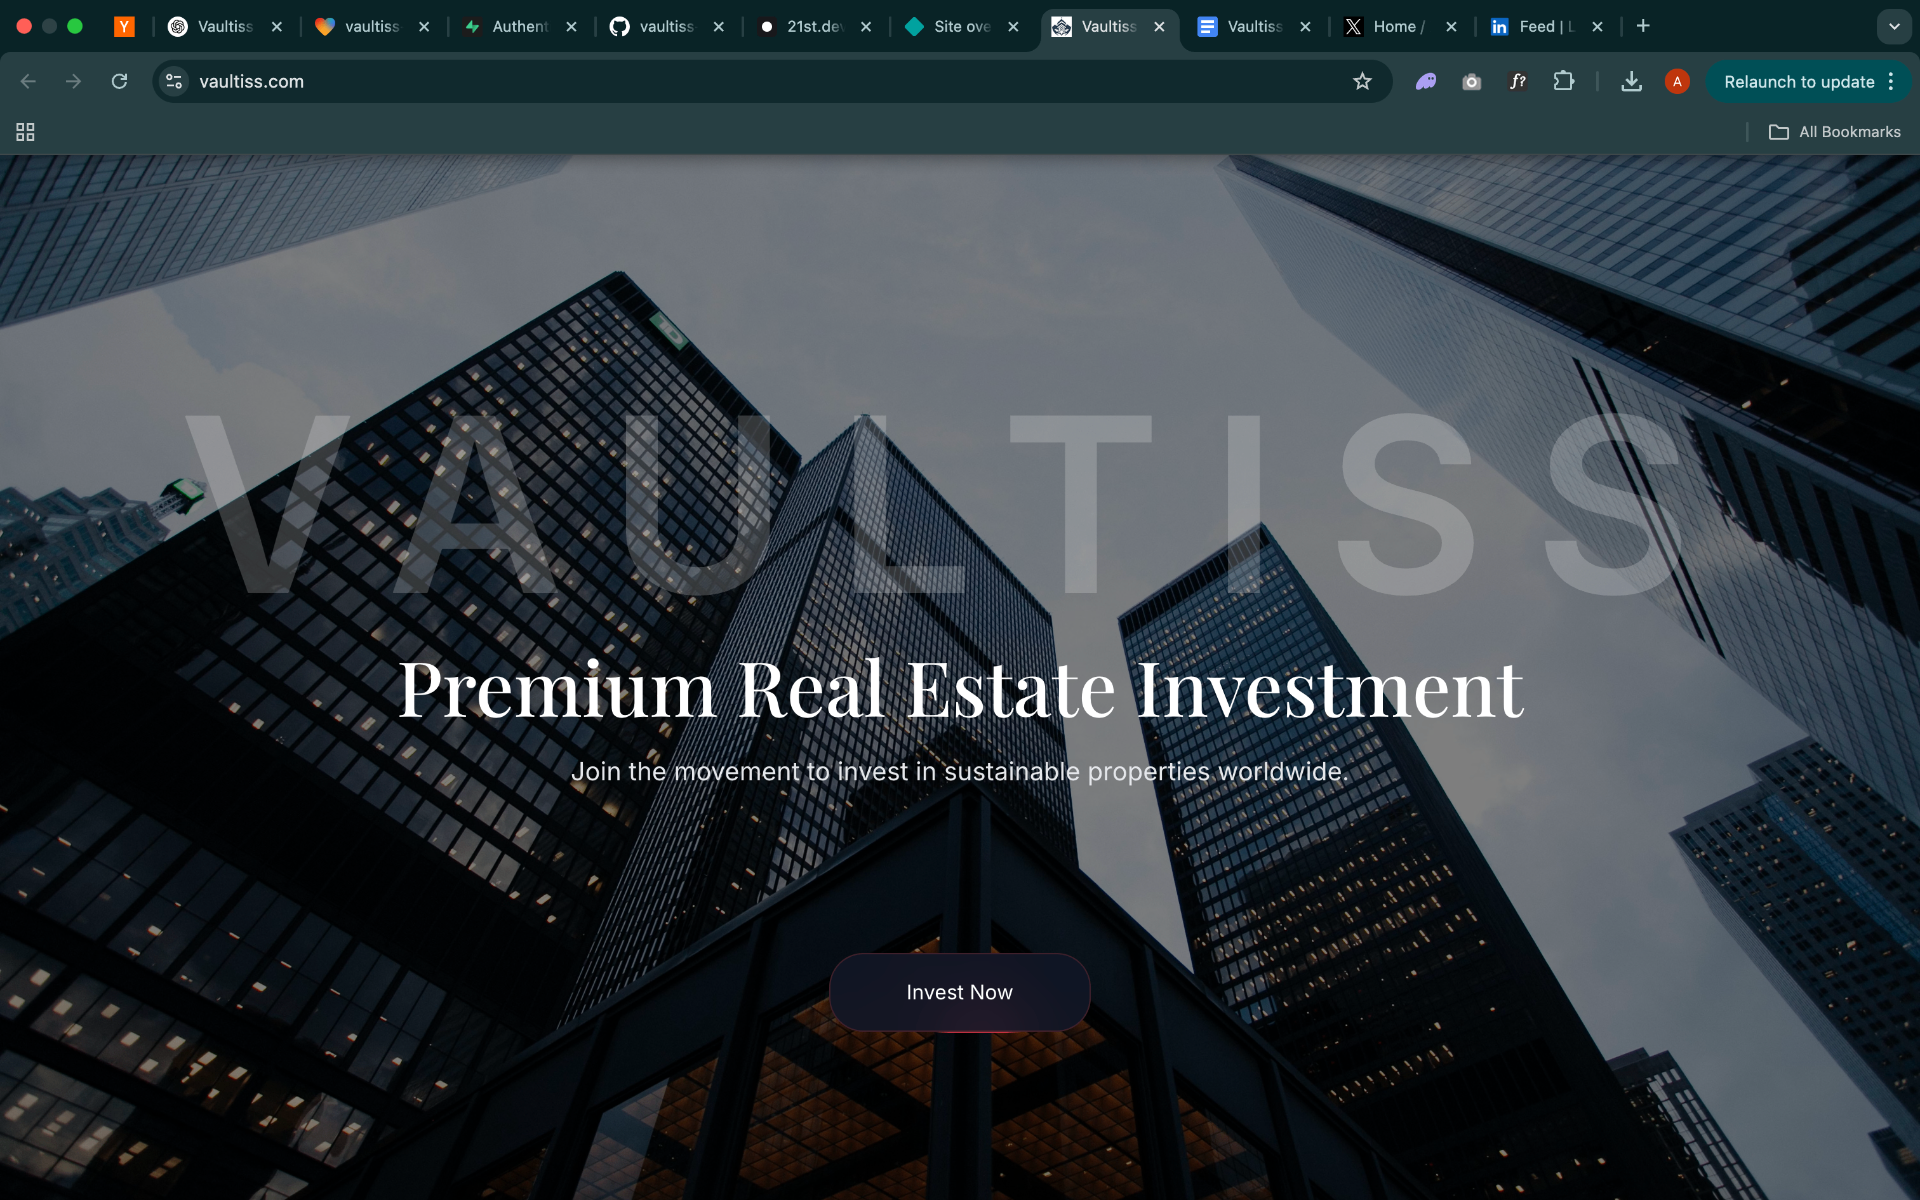 Vaultiss
vaultiss
Authent
vaultiss
21st.dev
Site ove
Vaultiss
Vaultiss
Home /
Feed | L
vaultiss.com
f?
A
Relaunch to update
All Bookmarks
VAULTISS
Premium Real Estate Investment
Join the movement to invest in sustainable properties worldwide.
Invest Now